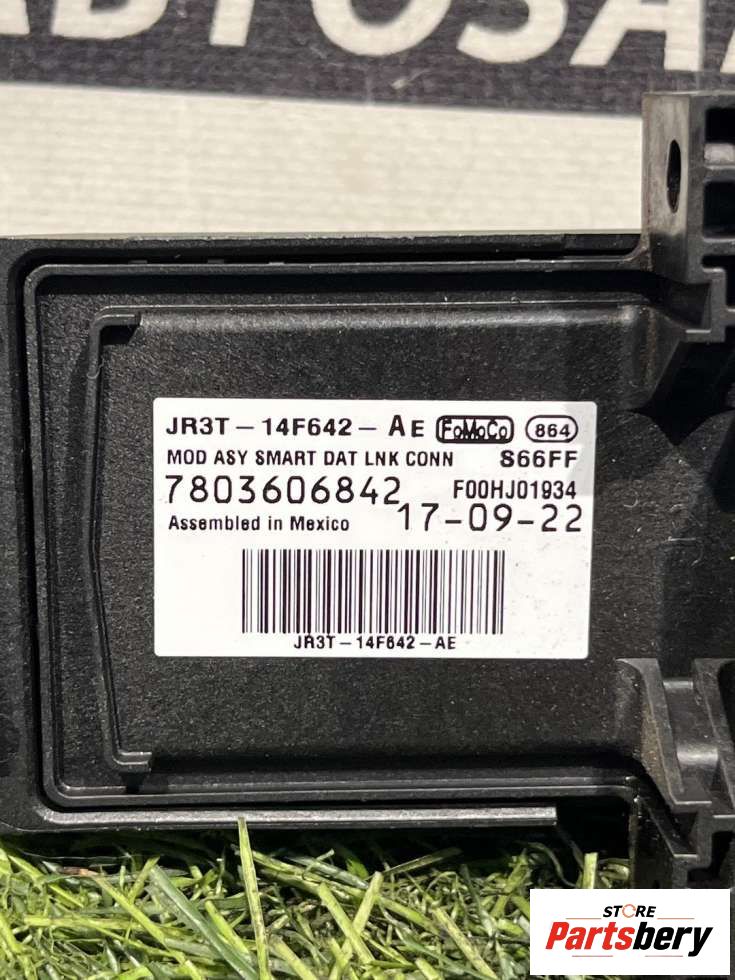 JR3T-14F642-AE FoMoCo 864
MOD ASY SMART DAT LNK CONN S66FF
7803606842 F00HJ01934
Assembled in Mexico 17-09-22
JR3T-14F642-AE
STORE
Partsbery